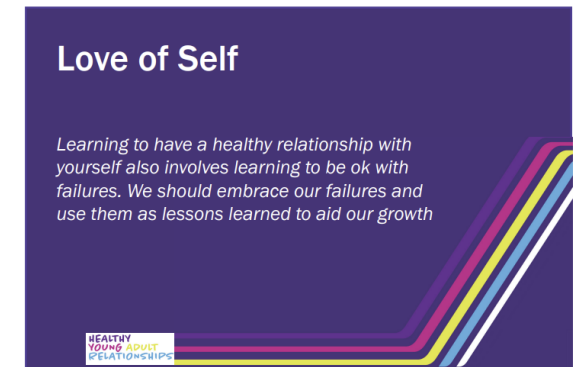 Love of Self
Learning to have a healthy relationship with
yourself also involves learning to be ok with
failures. We should embrace our failures and
use them as lessons learned to aid our growth
HEALTHY
YOUNG ADULT
RELATIONSHIPS